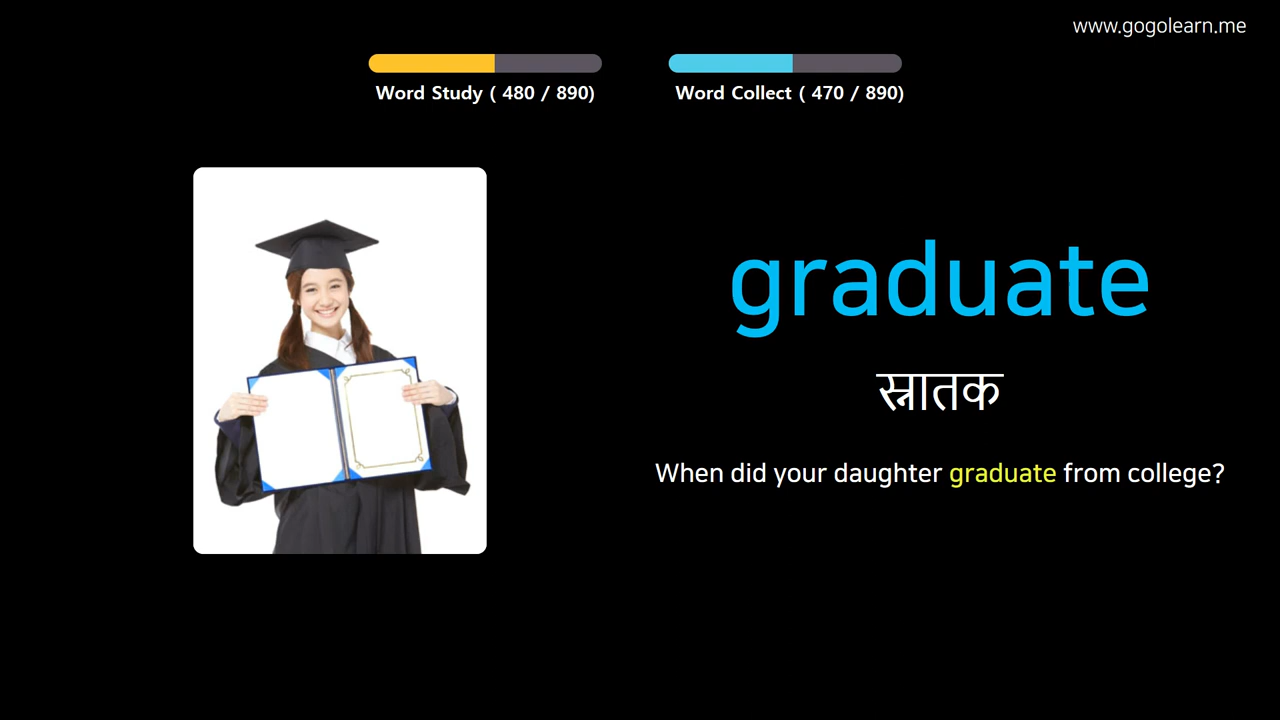 www.gogolearn.me
Word Study ( 480 / 890)
Word Collect ( 470 / 890)
graduate
स्नातक
When did your daughter graduate from college?